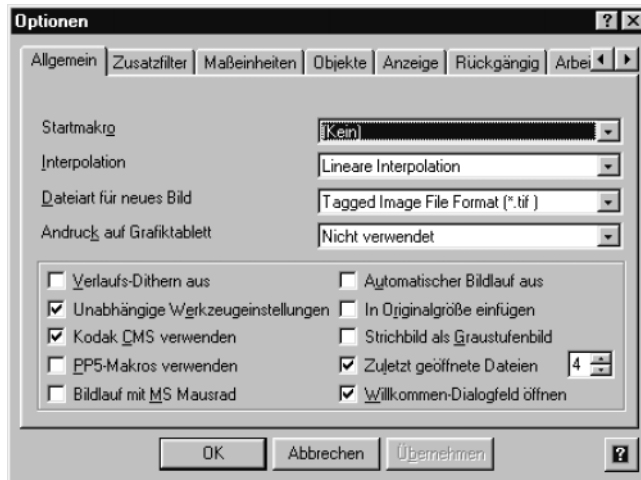 Optionen
Allgemein Zusatzfilter Maßeinheiten Objekte Anzeige Rückgängig Arbei
Startmakro (Kein)
Interpolation Lineare Interpolation
Dateiart für neues Bild Tagged Image File Format (*.tif )
Andruck auf Grafiktablett Nicht verwendet
Verlaufs-Dithern aus Automatischer Bildlauf aus
Unabhängige Werkzeugeinstellungen In Originalgröße einfügen
Kodak CMS verwenden Strichbild als Graustufenbild
PP5-Makros verwenden Zuletzt geöffnete Dateien 4
Bildlauf mit MS Mausrad Willkommen-Dialogfeld öffnen
OK Abbrechen Übernehmen